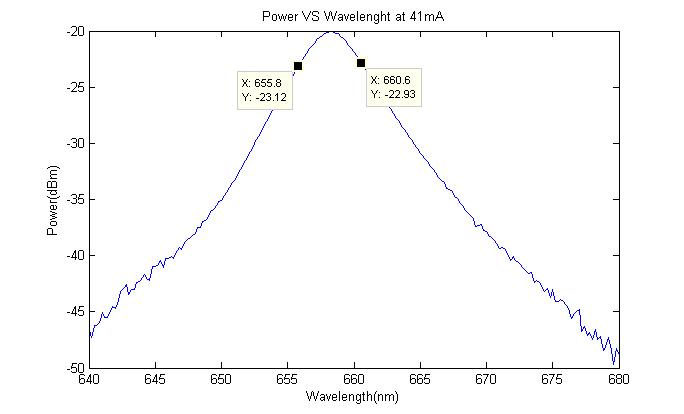 Power VS Wavelenght at 41mA
-20
-25
-30
-35
-40
-45
-50
Power(dBm)
X: 655.8
Y: -23.12
X: 660.6
Y: -22.93
640
645
650
655
660
665
670
675
680
Wavelength(nm)